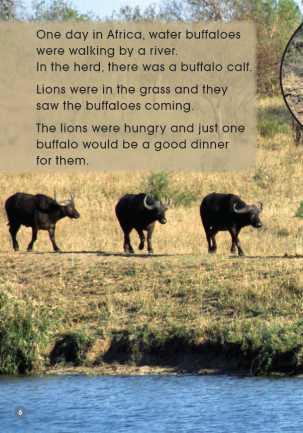 One day in Africa, water buffaloes
were walking by a river.
In the herd, there was a buffalo calf.
Lions were in the grass and they
saw the buffaloes coming.
The lions were hungry and just one
buffalo would be a good dinner
for them.
6